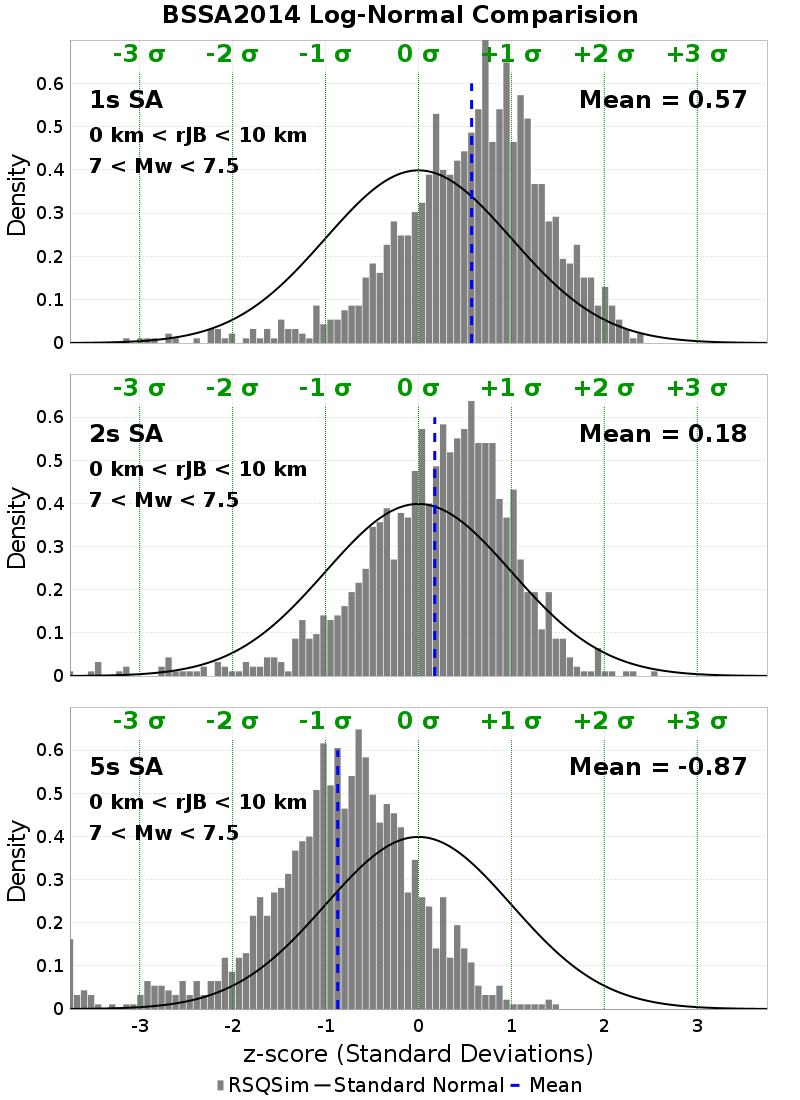 BSSA2014 Log-Normal Comparision
-3 σ -2 σ -1 σ 0 σ +1 σ +2 σ +3 σ
1s SA Mean = 0.57
0 km < rJB < 10 km
7 < Mw < 7.5
Density
0.6
0.5
0.4
0.3
0.2
0.1
0
-3 σ -2 σ -1 σ 0 σ +1 σ +2 σ +3 σ
2s SA Mean = 0.18
0 km < rJB < 10 km
7 < Mw < 7.5
Density
0.6
0.5
0.4
0.3
0.2
0.1
0
-3 σ -2 σ -1 σ 0 σ +1 σ +2 σ +3 σ
5s SA Mean = -0.87
0 km < rJB < 10 km
7 < Mw < 7.5
Density
0.6
0.5
0.4
0.3
0.2
0.1
0
-3 -2 -1 0 1 2 3
z-score (Standard Deviations)
RSQSim Standard Normal Mean